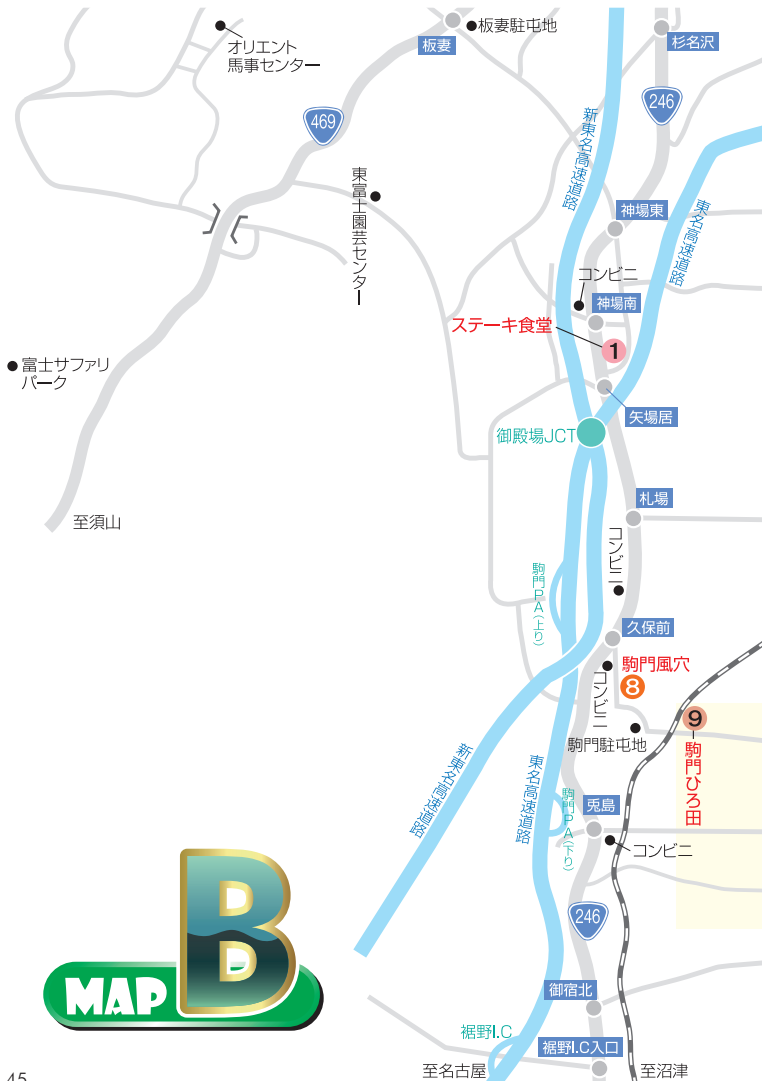 オリエント
馬事センター
板妻
板妻駐屯地
杉名沢
469
246
新東名高速道路
東名高速道路
東富士園芸センター
神場東
コンビニ
神場南
ステーキ食堂
1
富士サファリ
パーク
矢場居
御殿場JCT
札場
至須山
コンビニ
駒門PA(上り)
久保前
駒門風穴
8
コンビニ
9
駒門ひろ田
駒門駐屯地
新東名高速道路
東名高速道路
駒門PA(下り)
兎島
コンビニ
246
MAP B
御宿北
裾野I.C
裾野I.C入口
至名古屋
至沼津
45